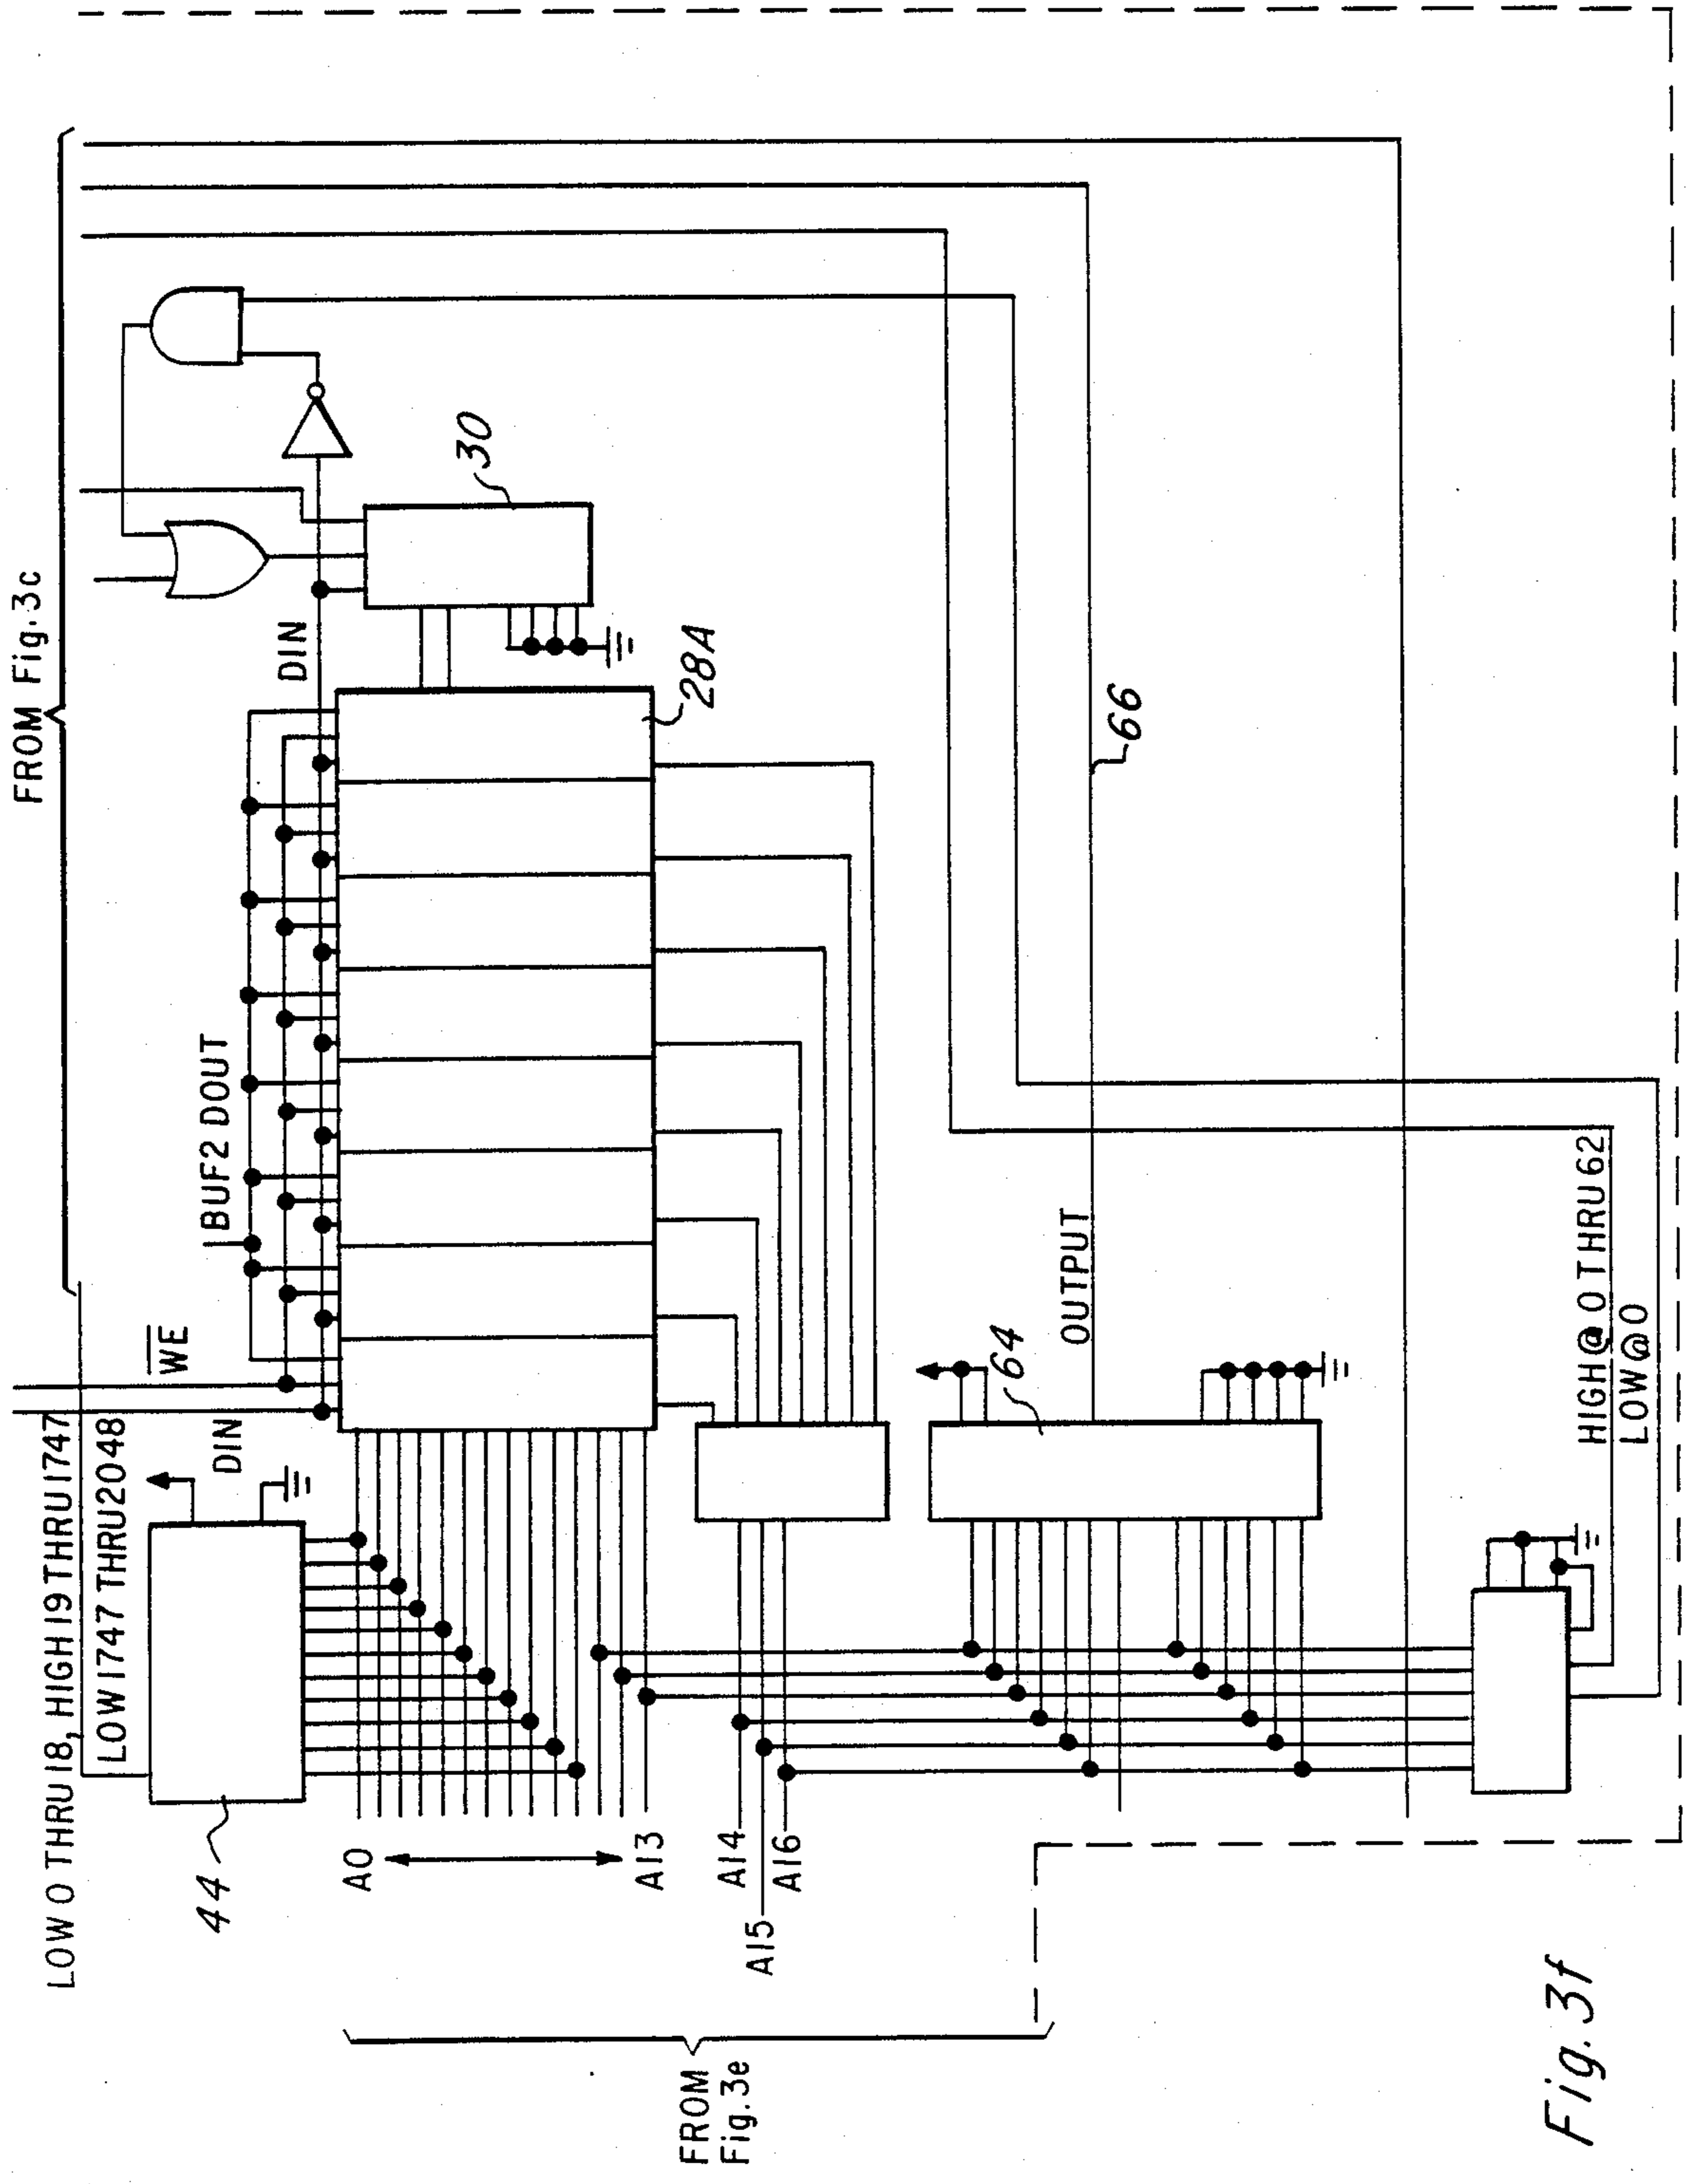 FROM Fig. 3c
LOW 0 THRU 18, HIGH 19 THRU 1747
LOW 1747 THRU 2048
WE
DIN
BUF2 DOUT
DIN
30
44
28A
A0
A13
A14
A15
A16
64
OUTPUT
66
HIGH @ 0 THRU 62
LOW @ 0
FROM
Fig. 3e
Fig. 3f